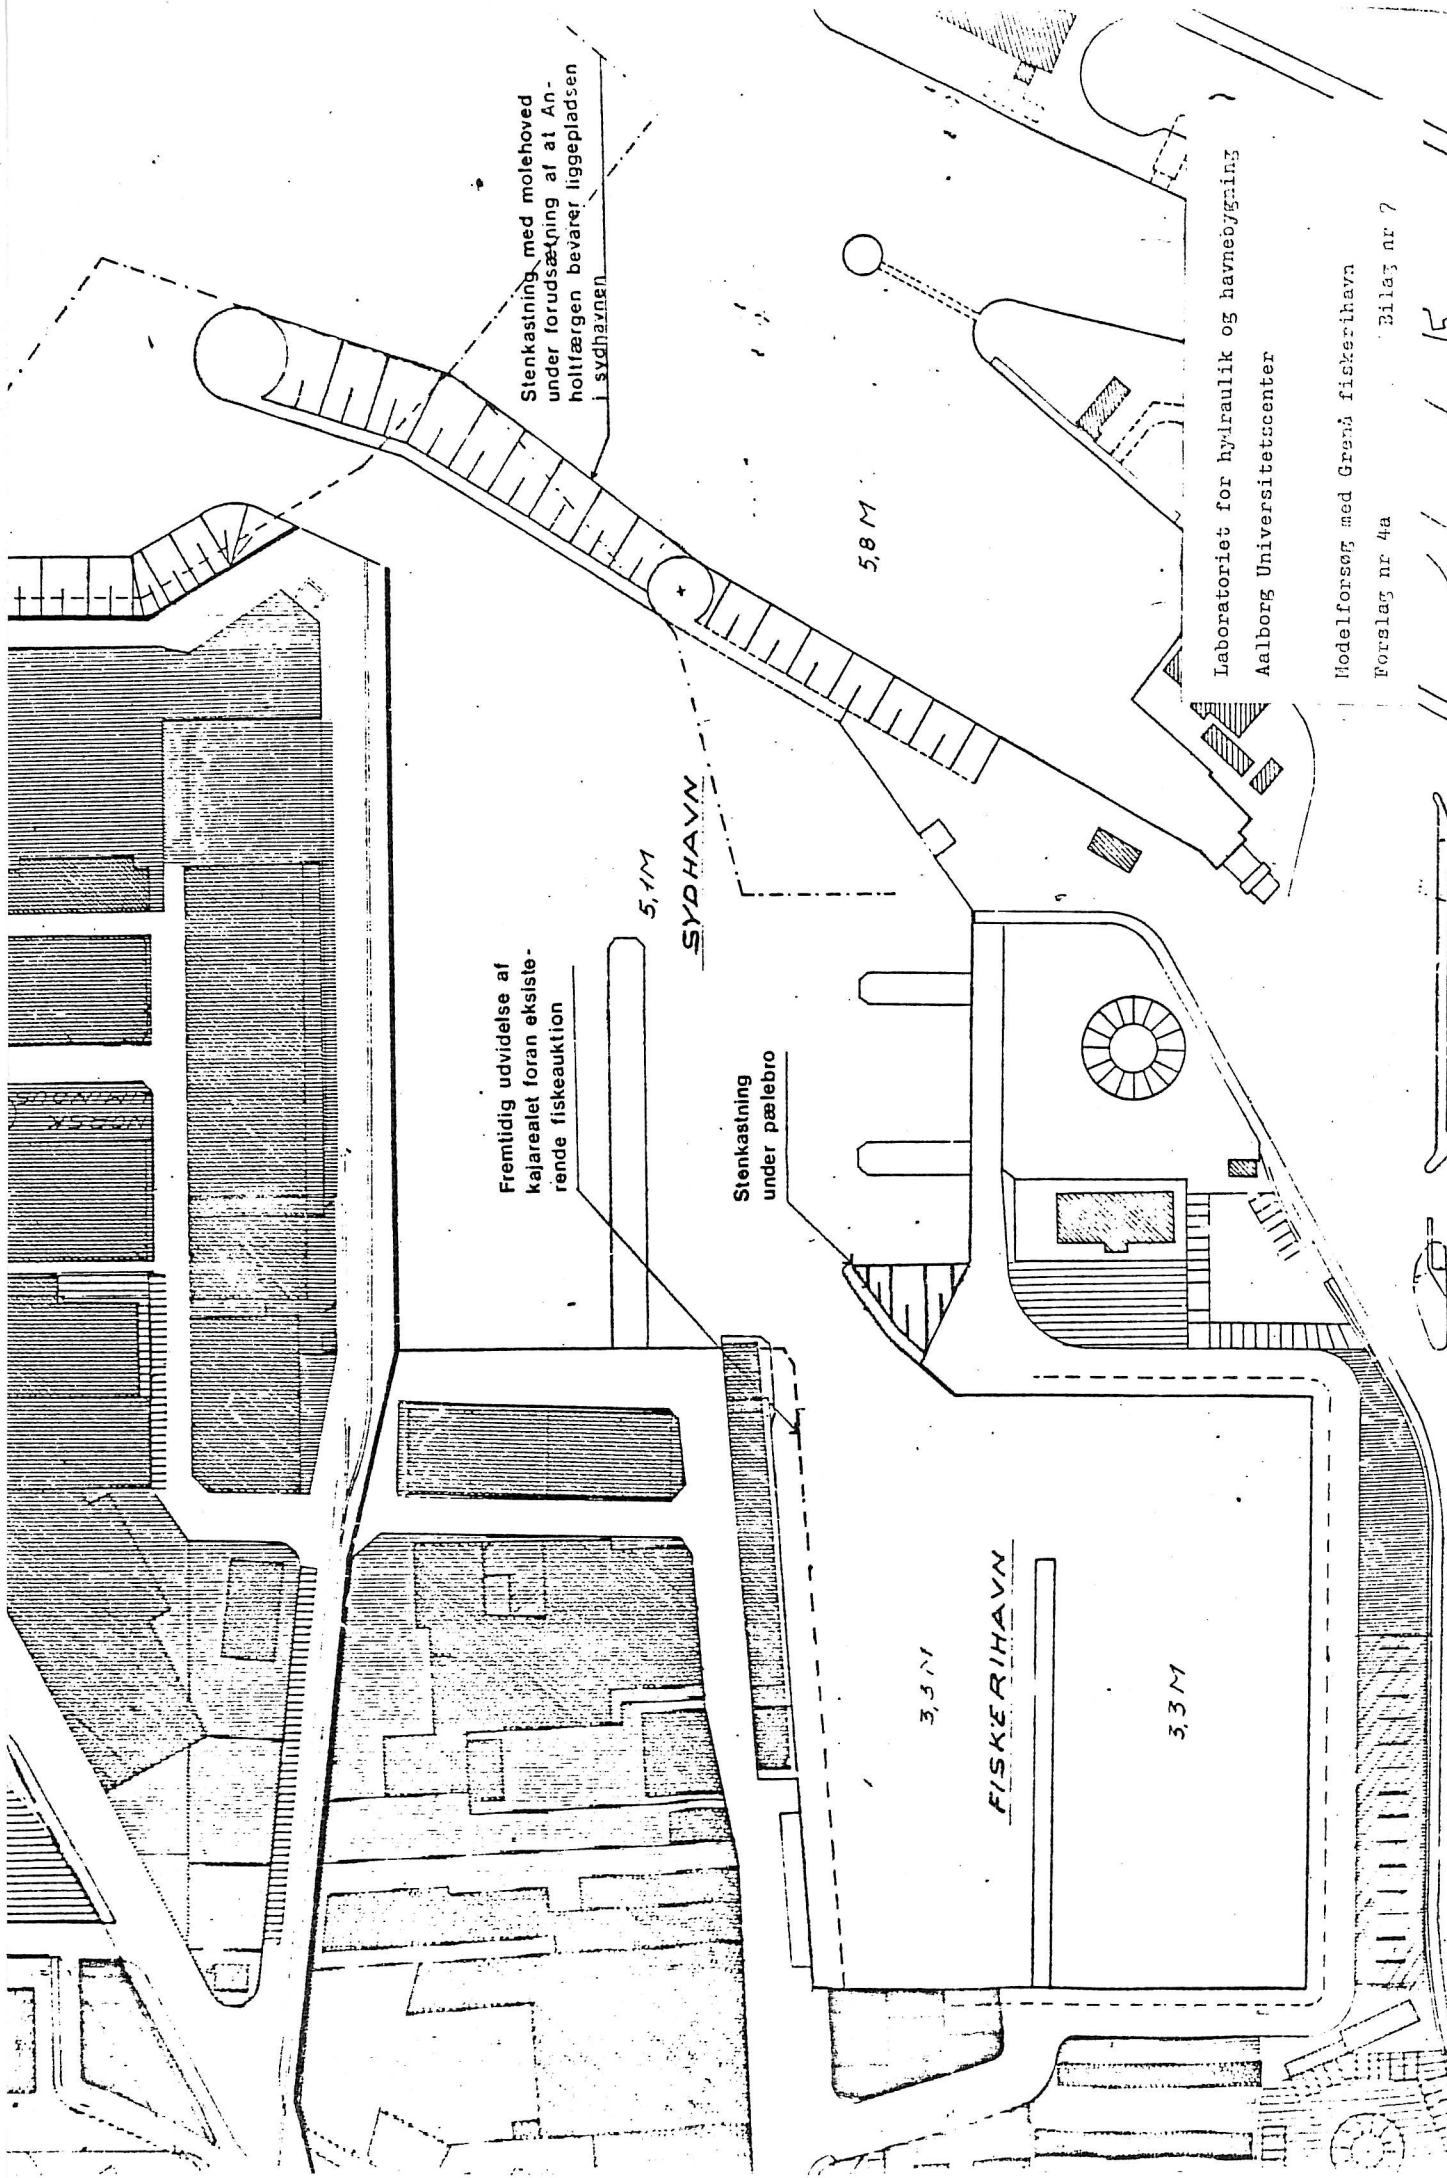 Stenkastning med molehoved
under forudsætning af at An-
holtfærgen bevarer liggepladsen
i sydhavnen
Fremtidig udvidelse af
kajarealet foran eksiste-
rende fiskeauktion
Stenkastning
under pælebro
5,1M
SYDHAVN
5,8 M
3,3 M
FISKERIHAVN
3,3 M
NORSK
Laboratoriet for hydraulik og havnebygning
Aalborg Universitetscenter
Modelforsøg med Grenå fiskerihavn
Forslag nr 4a Bilag nr 7